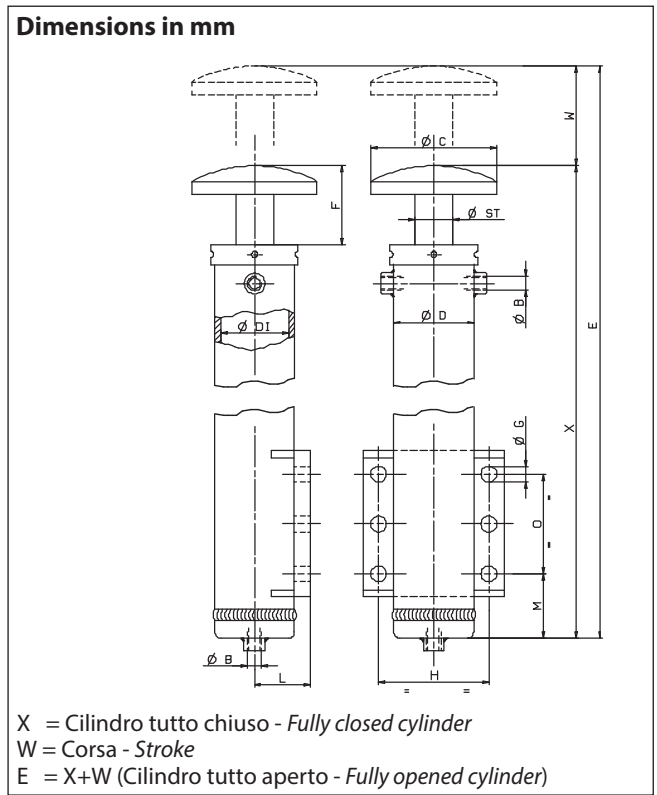 Dimensions in mm
W
Ø C
F
Ø ST
Ø B
Ø DI
Ø D
E
X
Ø G
=
O
=
M
Ø B
L
H
= =
X = Cilindro tutto chiuso - Fully closed cylinder
W = Corsa - Stroke
E = X+W (Cilindro tutto aperto - Fully opened cylinder)